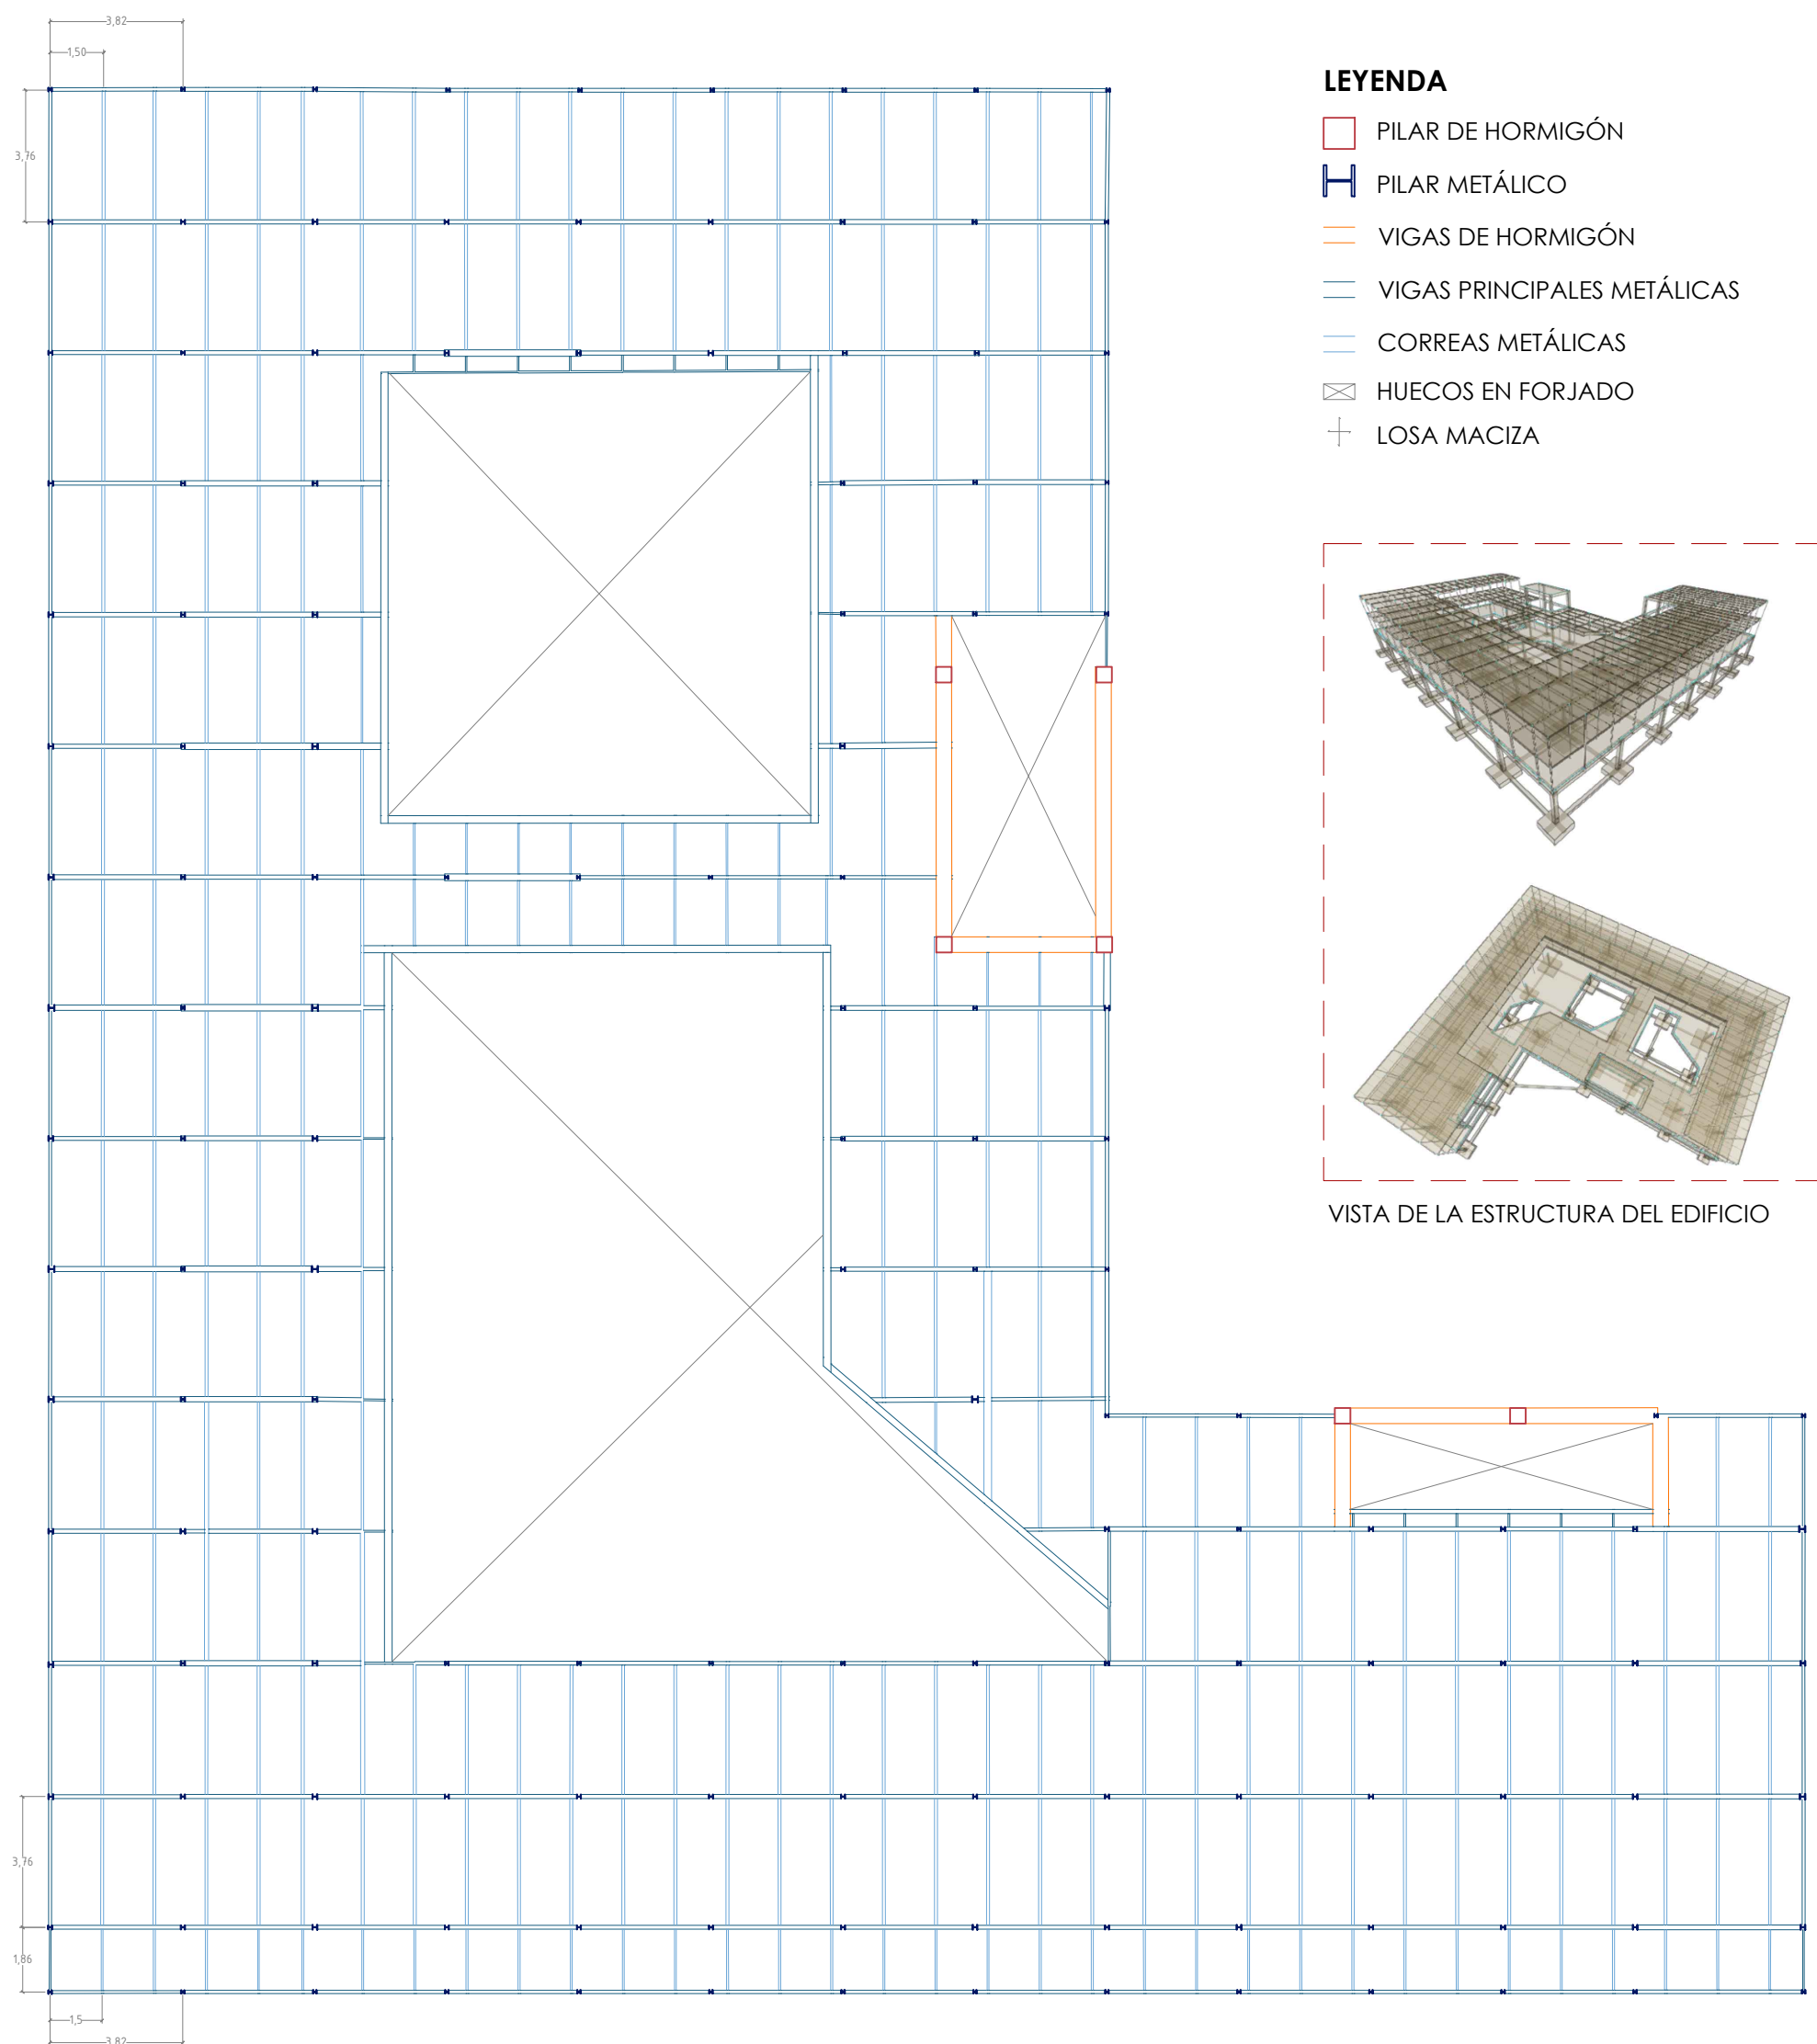 3,82
1,50
3,76
LEYENDA
PILAR DE HORMIGÓN
PILAR METÁLICO
VIGAS DE HORMIGÓN
VIGAS PRINCIPALES METÁLICAS
CORREAS METÁLICAS
HUECOS EN FORJADO
LOSA MACIZA
VISTA DE LA ESTRUCTURA DEL EDIFICIO
3,76
1,86
1,5
3,82